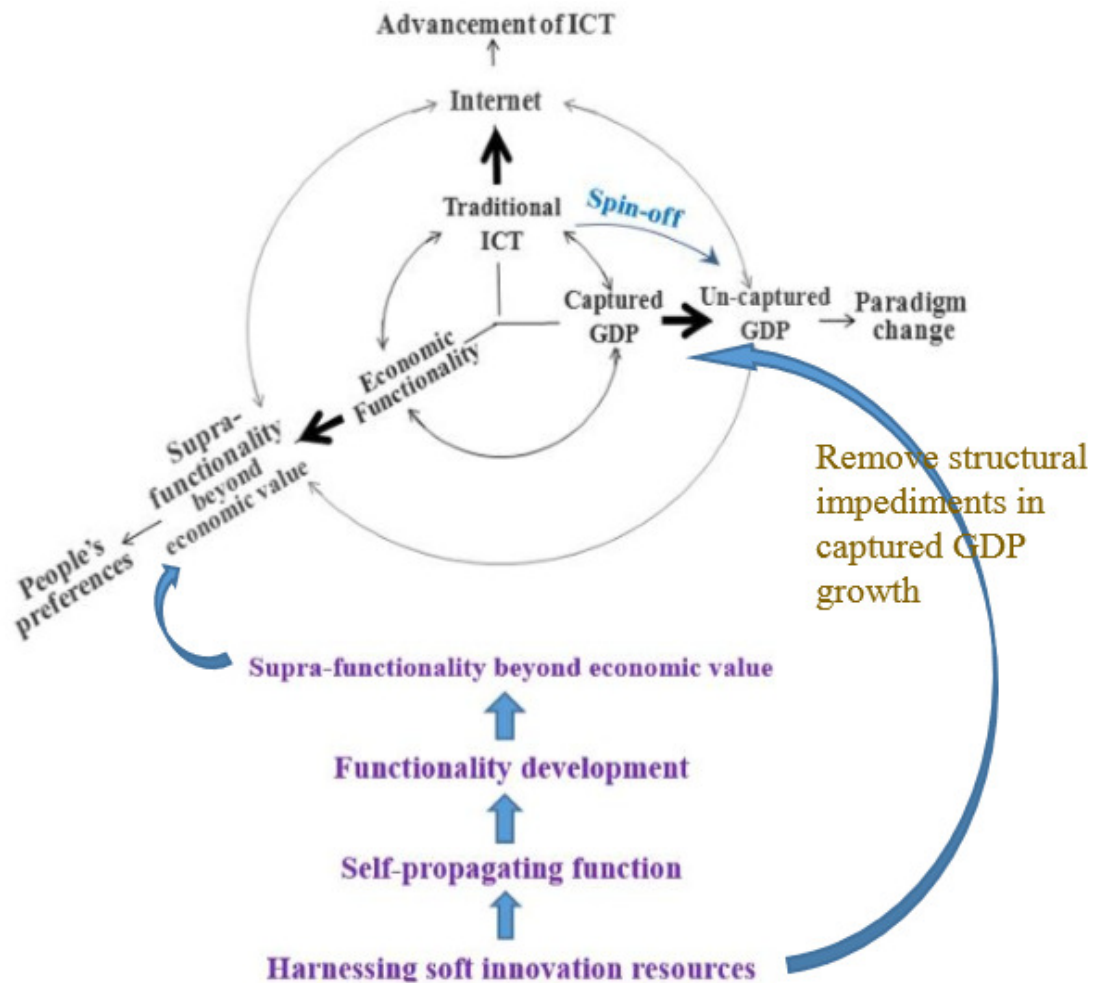 Advancement of ICT
Internet
Traditional
ICT
Spin-off
Captured
GDP
Un-captured
GDP
Paradigm
change
Economic
Functionality
Supra-
functionality
beyond
economic value
People's
preferences
Remove structural
impediments in
captured GDP
growth
Supra-functionality beyond economic value
Functionality development
Self-propagating function
Harnessing soft innovation resources